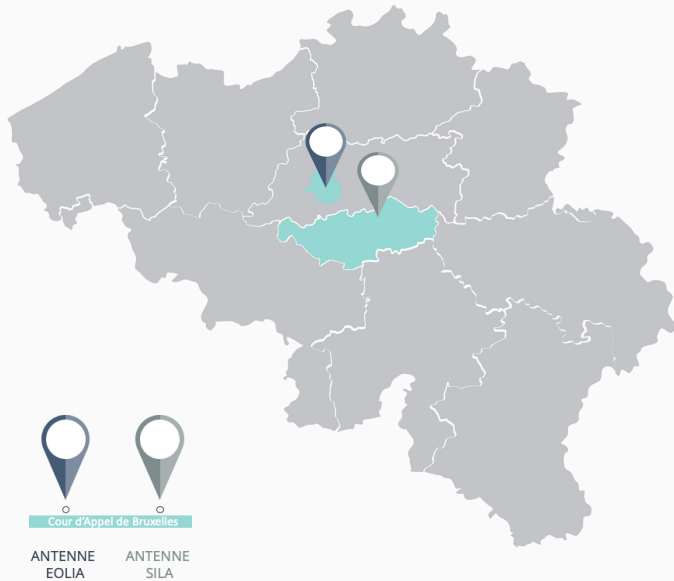 Cour d'Appel de Bruxelles
ANTENNE
EOLIA
ANTENNE
SILA